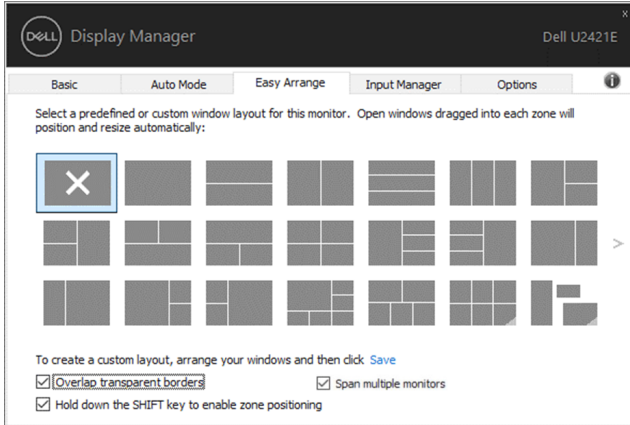 DELL Display Manager
Dell U2421E
Basic Auto Mode Easy Arrange Input Manager Options
Select a predefined or custom window layout for this monitor. Open windows dragged into each zone will
position and resize automatically:
To create a custom layout, arrange your windows and then click Save
Overlap transparent borders
Span multiple monitors
Hold down the SHIFT key to enable zone positioning